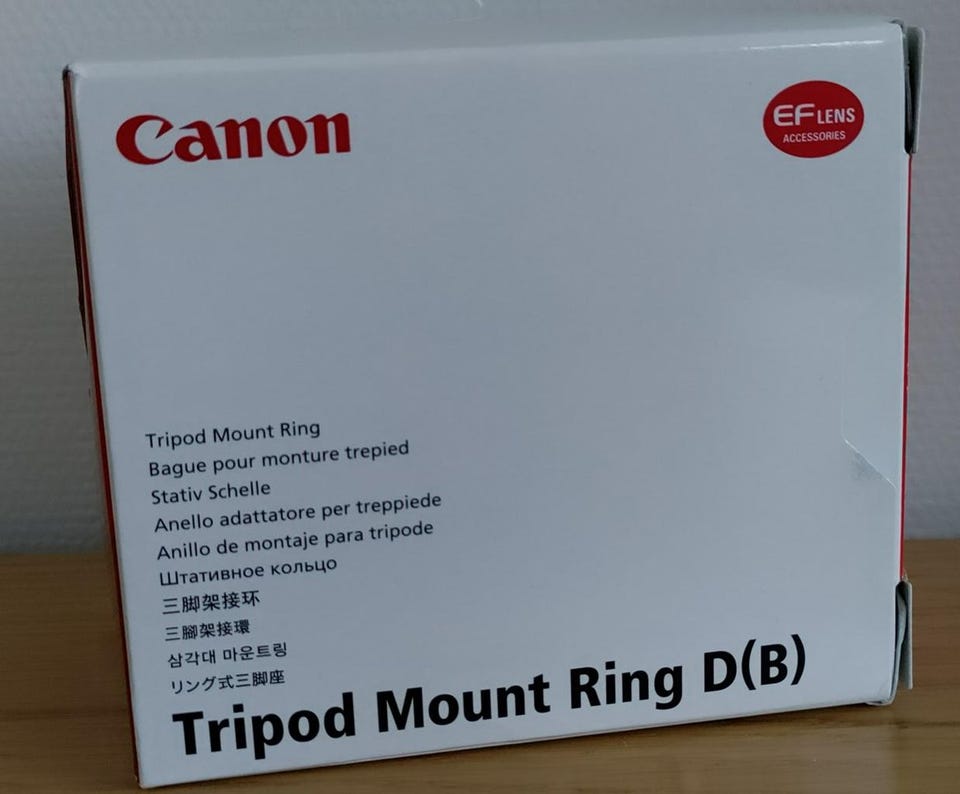 Canon
EF LENS
ACCESSORIES
Tripod Mount Ring
Bague pour monture trepied
Stativ Schelle
Anello adattatore per treppiede
Anillo de montaje para tripode
Штативное кольцо
三脚架接环
三腳架接環
삼각대 마운트링
リング式三脚座
Tripod Mount Ring D(B)